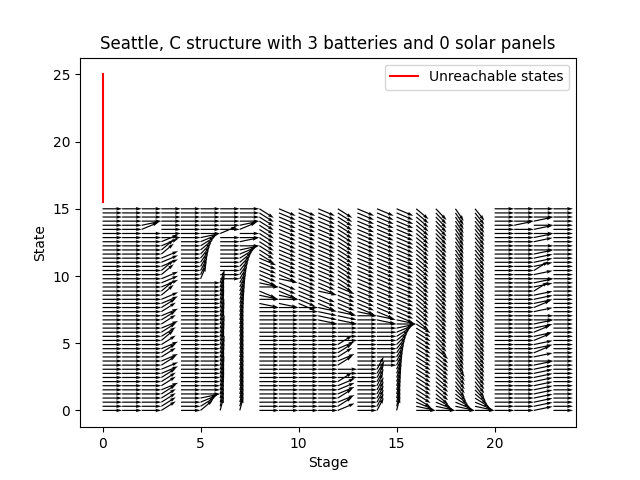 Seattle, C structure with 3 batteries and 0 solar panels
Unreachable states
25
20
15
10
5
0
State
0 5 10 15 20
Stage